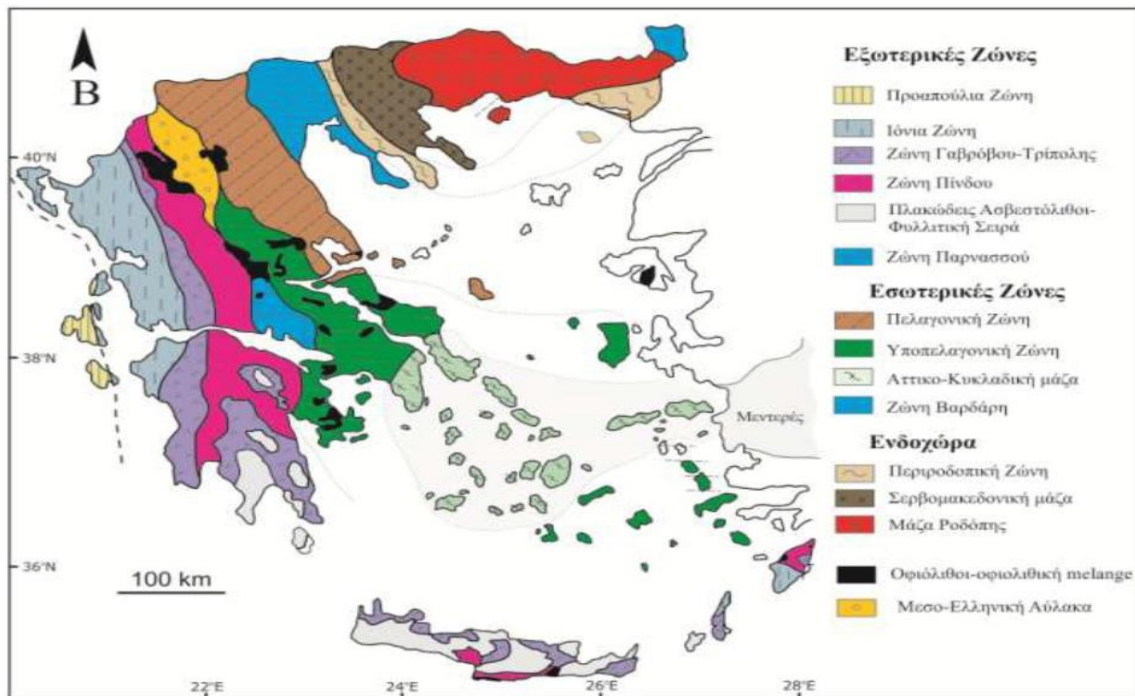 B
40°N
38°N
36°N
100 km
22°E
24°E
26°E
28°E
Μεντερές
Εξωτερικές Ζώνες
Προαπούλια Ζώνη
Ιόνια Ζώνη
Ζώνη Γαβρόβου-Τρίπολης
Ζώνη Πίνδου
Πλακώδεις Ασβεστόλιθοι-
Φυλλιτική Σειρά
Ζώνη Παρνασσού
Εσωτερικές Ζώνες
Πελαγονική Ζώνη
Υποπελαγονική Ζώνη
Αττικο-Κυκλαδική μάζα
Ζώνη Βαρδάρη
Ενδοχώρα
Περιροδοπική Ζώνη
Σερβομακεδονική μάζα
Μάζα Ροδόπης
Οφιόλιθοι-οφιολιθική melange
Μεσο-Ελληνική Αύλακα